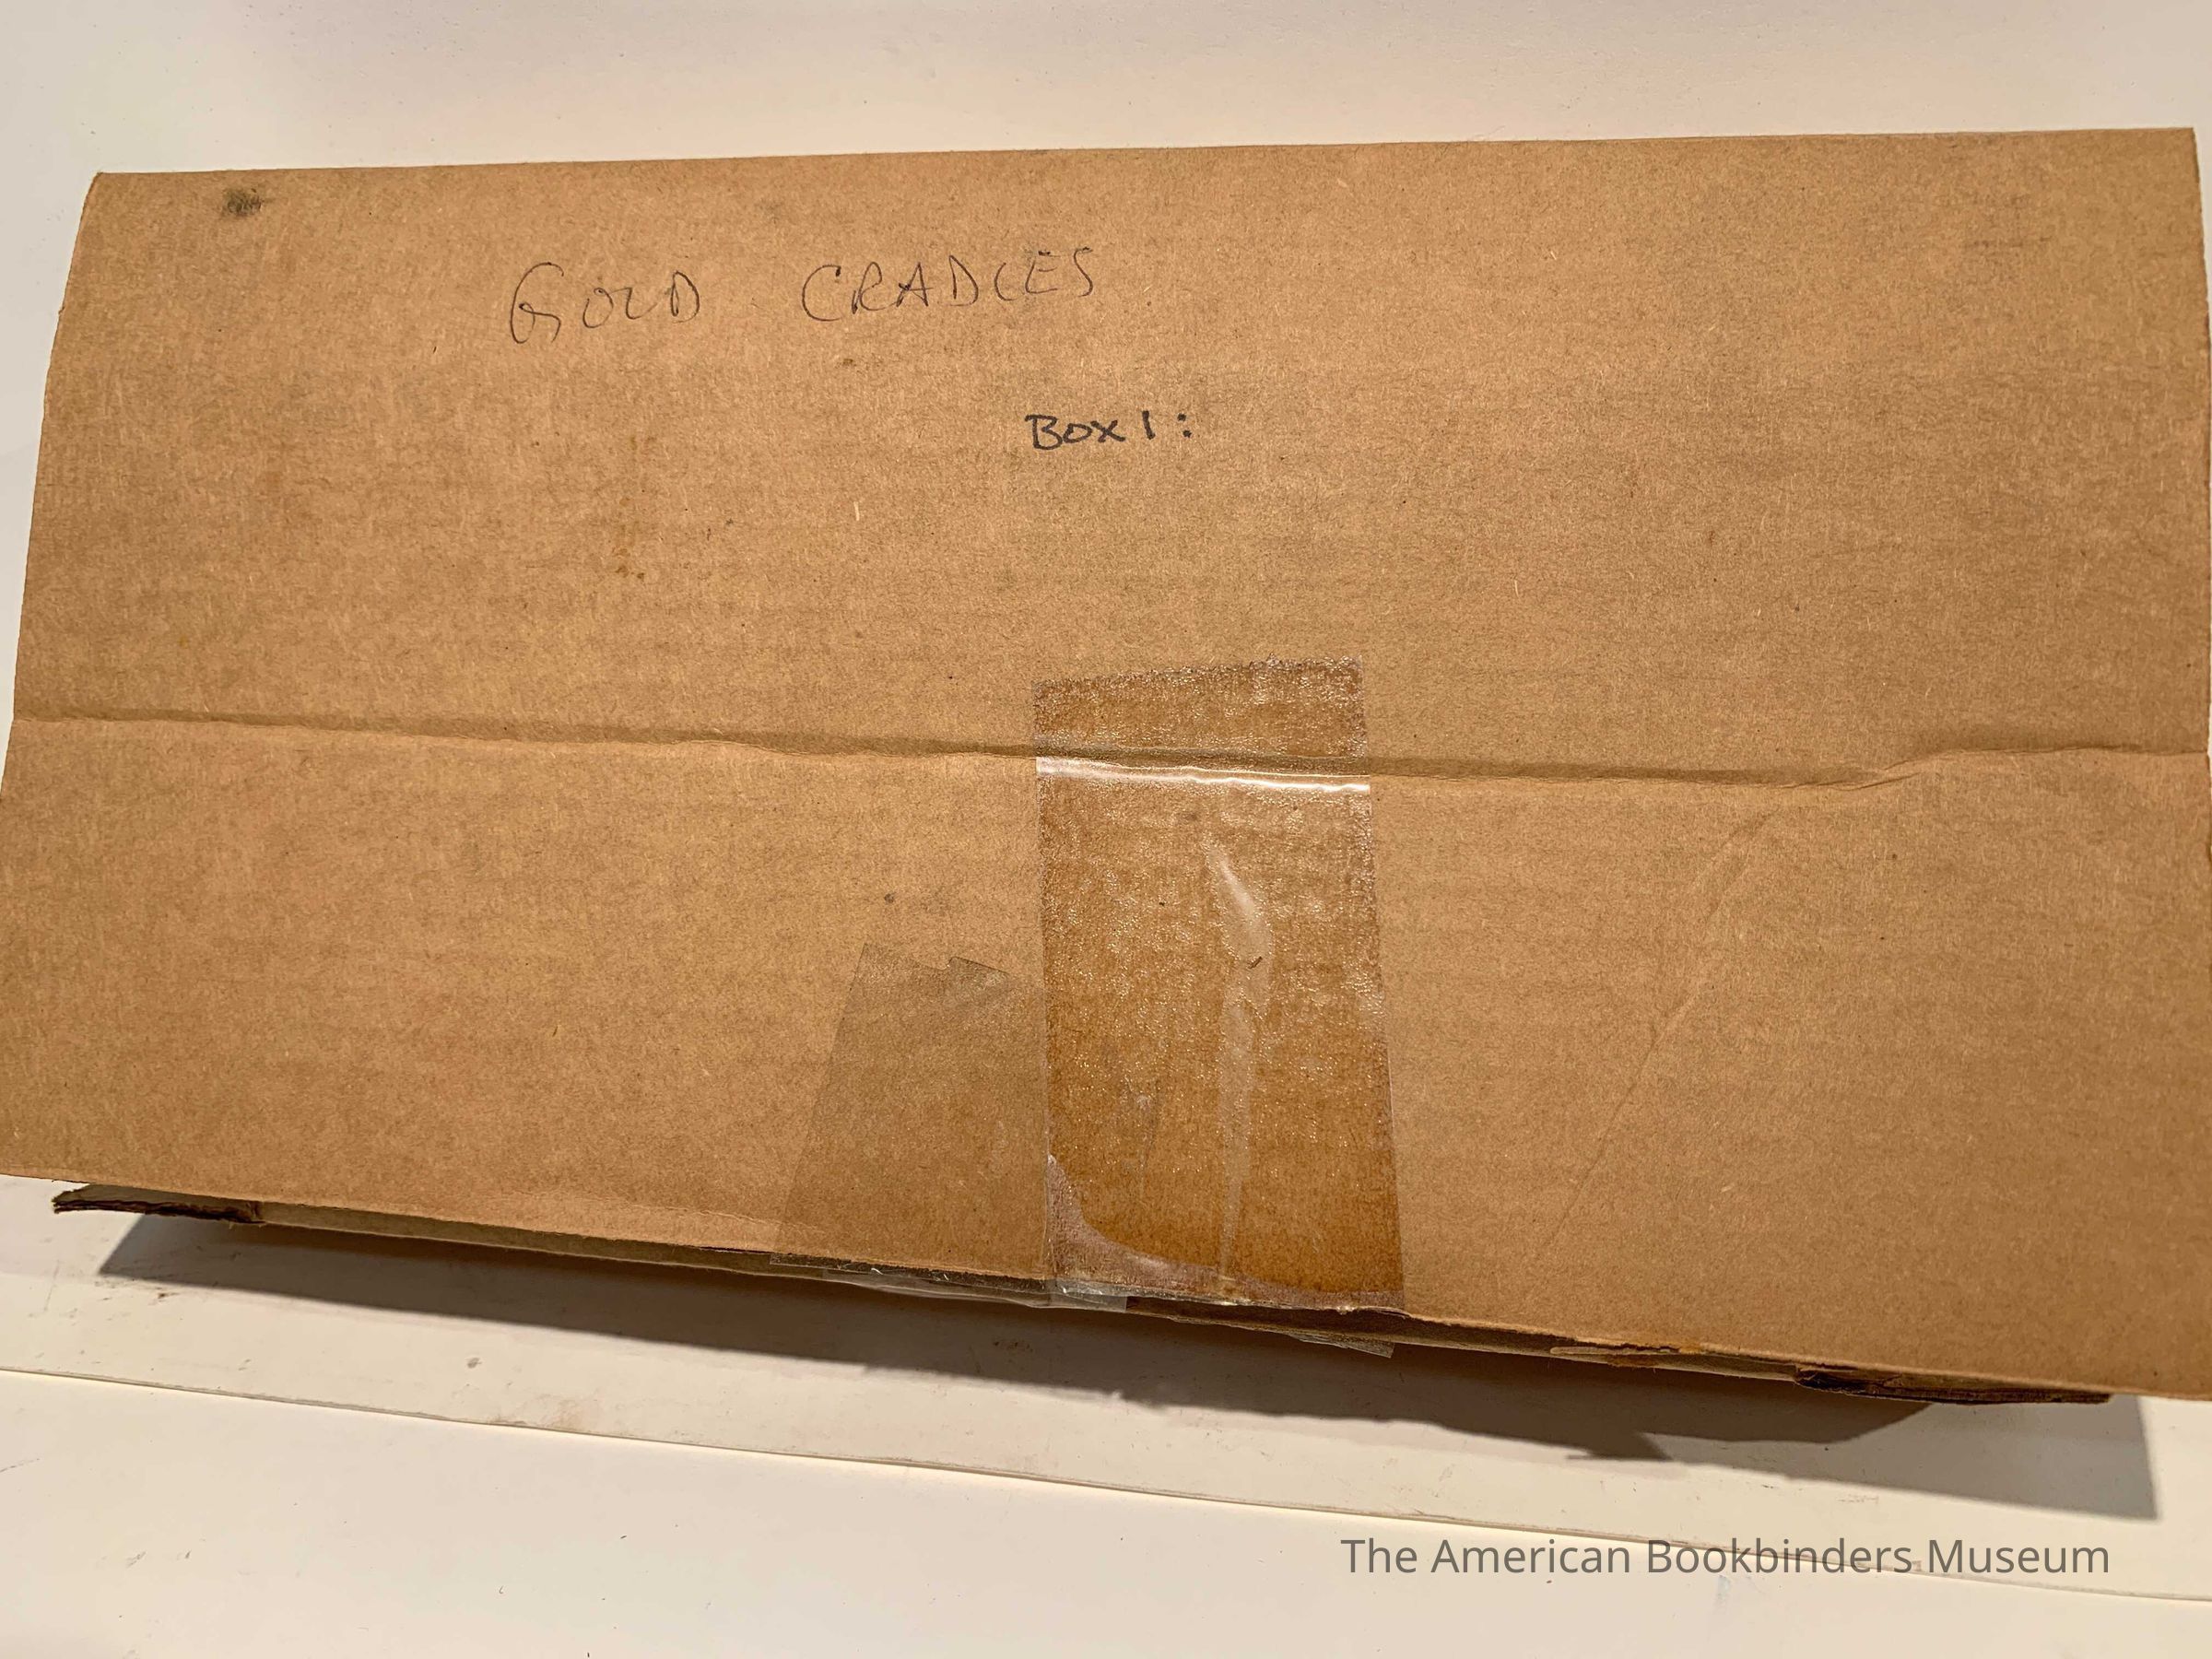 GOLD CRADLES
Box 1:
The American Bookbinders Museum